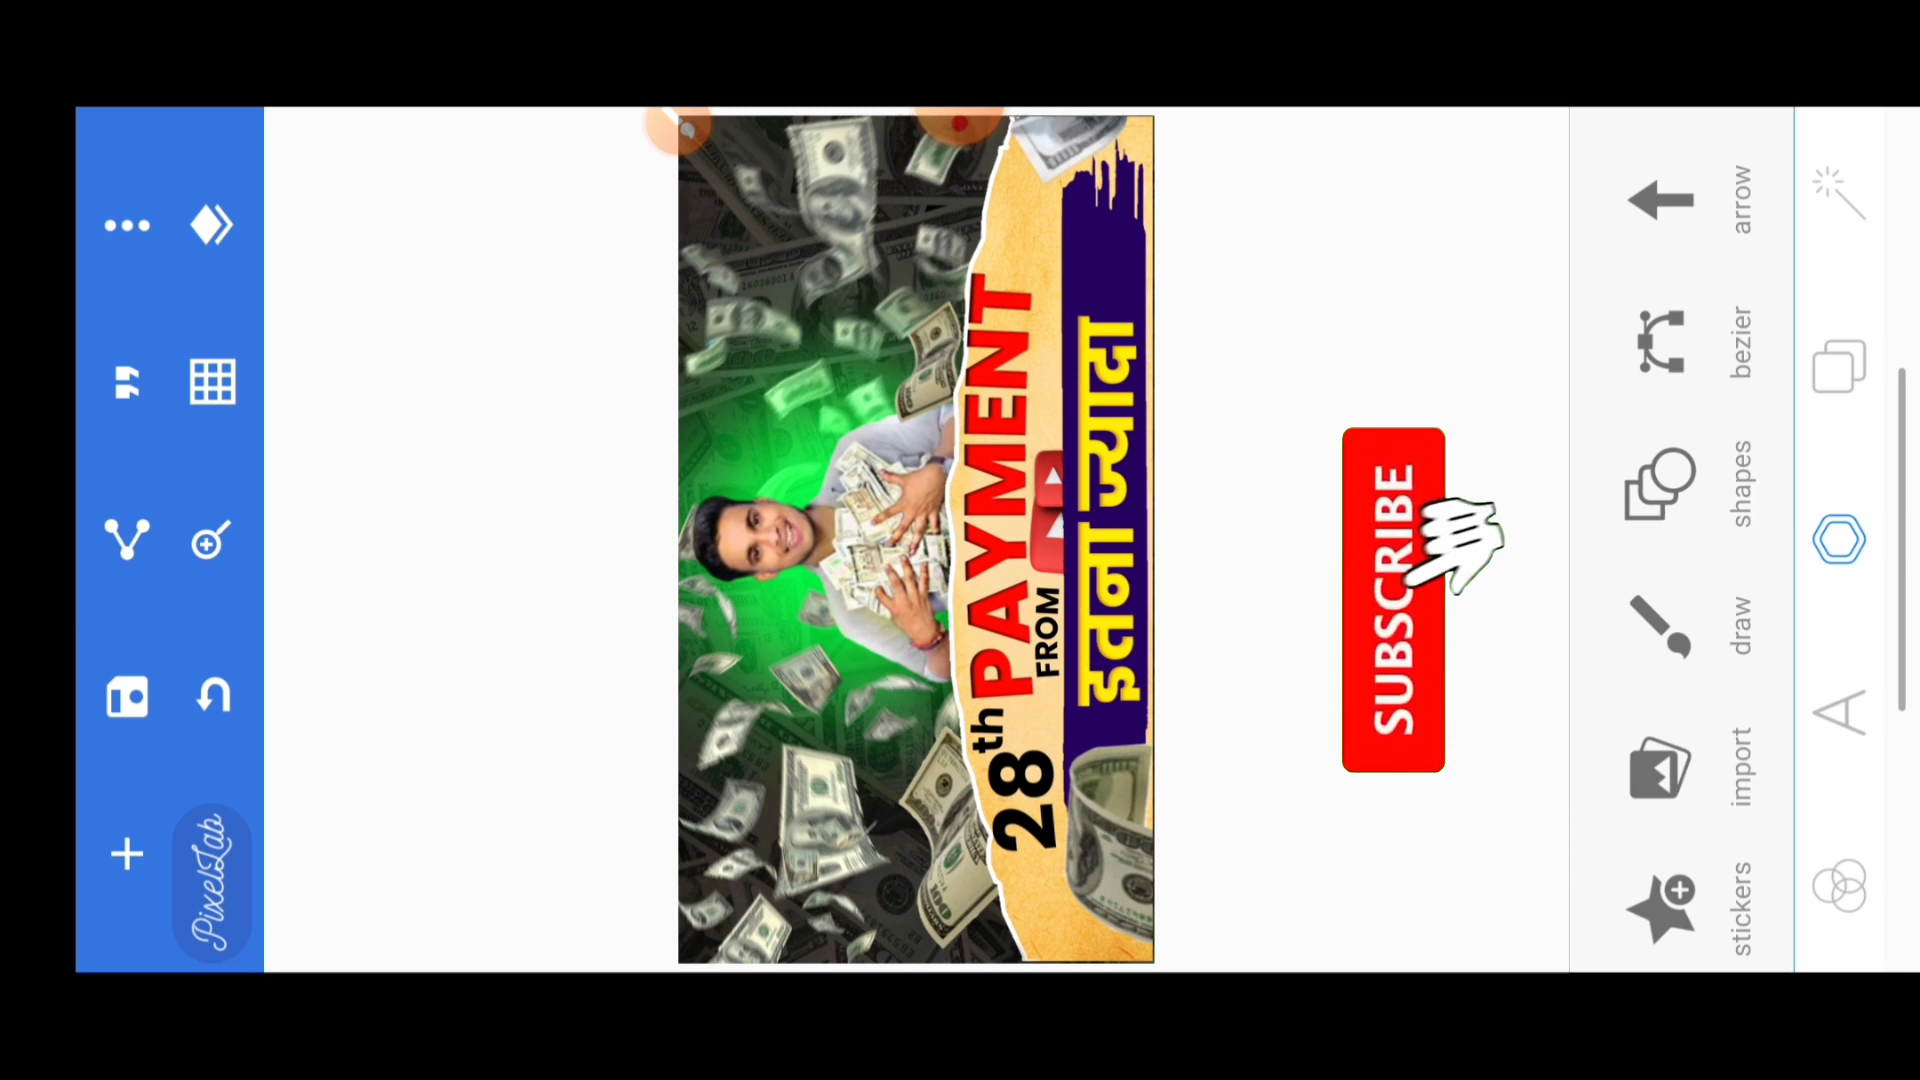 PixelLab
28th PAYMENT
FROM
इतना ज्यादा
SUBSCRIBE
stickers
import
draw
shapes
bezier
arrow